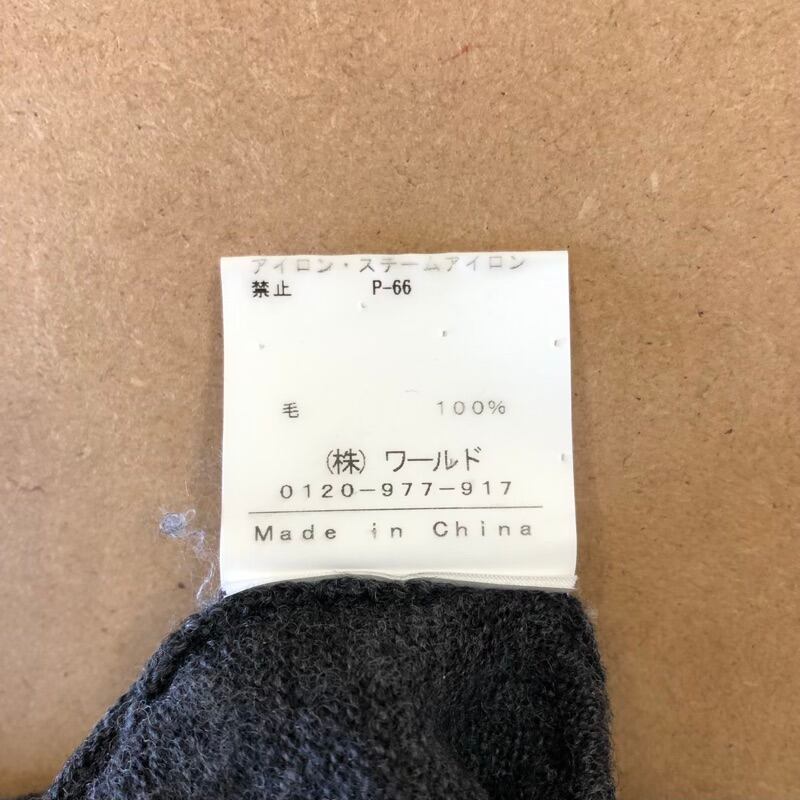 アイロン・スチームアイロン
禁止 P-66
毛 100%
(株) ワールド
0120-977-917
Made in China